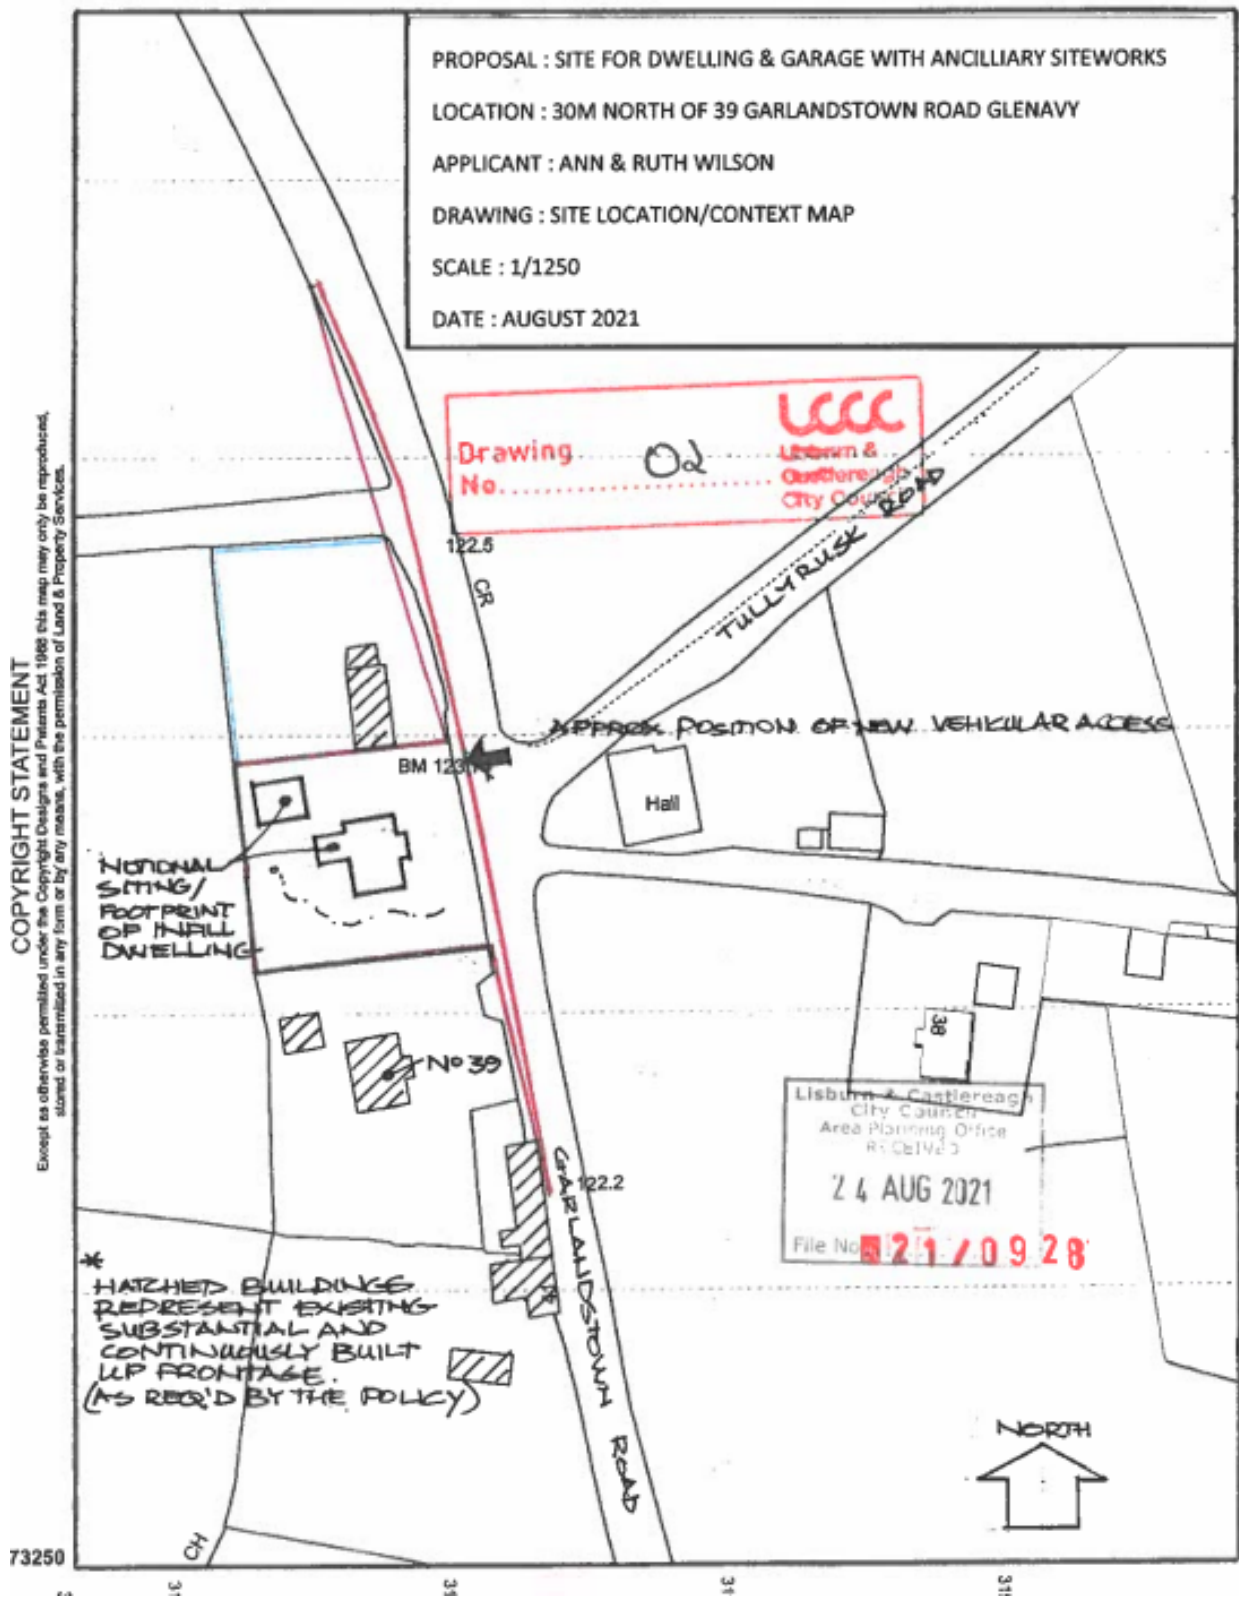 PROPOSAL : SITE FOR DWELLING & GARAGE WITH ANCILLIARY SITEWORKS
LOCATION : 30M NORTH OF 39 GARLANDSTOWN ROAD GLENAVY
APPLICANT : ANN & RUTH WILSON
DRAWING : SITE LOCATION/CONTEXT MAP
SCALE : 1/1250
DATE : AUGUST 2021
LCCC
Drawing
No.
02
Lisburn &
Castlereagh
City Council
TULLYRUSK ROAD
122.5
CR
APPROX POSITION OF NEW VEHICULAR ACCESS
BM 123.
Hall
NOTIONAL
SITING/
FOOTPRINT
OF INFILL
DWELLING
No 39
38
122.2
GARLANDSTOWN ROAD
Lisburn & Castlereagh
City Council
Area Planning Office
RECEIVED
24 AUG 2021
File No
21/0928
*
HATCHED BUILDINGS
REPRESENT EXISTING
SUBSTANTIAL AND
CONTINUOUSLY BUILT
UP FRONTAGE.
(AS REQ'D BY THE POLICY)
NORTH
CH
73250
COPYRIGHT STATEMENT
Except as otherwise permitted under the Copyright Designs and Patents Act 1988 this map may only be reproduced,
stored or transmitted in any form or by any means, with the permission of Land & Property Services.